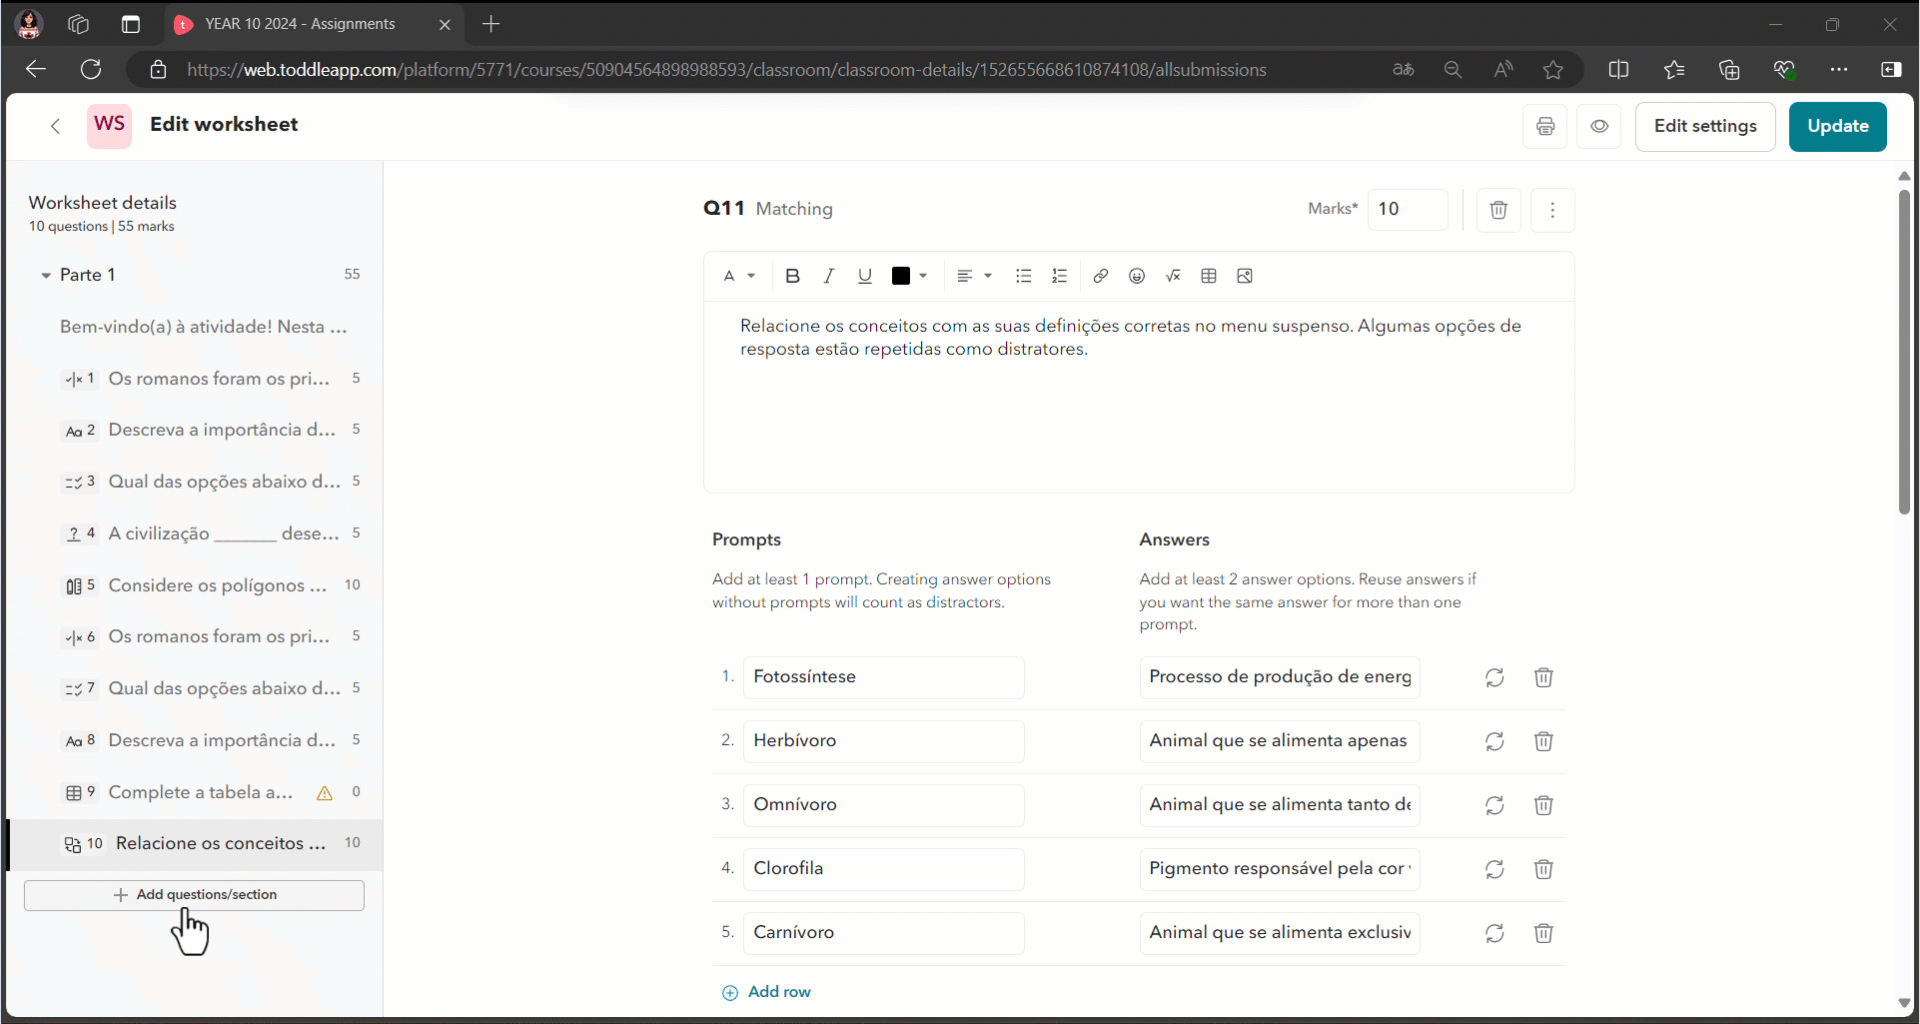 YEAR 10 2024 - Assignments
https://web.toddleapp.com/platform/5771/courses/50904564898988593/classroom/classroom-details/152655668610874108/allsubmissions
WS Edit worksheet
Edit settings
Update
Worksheet details
10 questions | 55 marks
Parte 1 55
Bem-vindo(a) à atividade! Nesta ...
1 Os romanos foram os pri... 5
Aa 2 Descreva a importância d... 5
3 Qual das opções abaixo d... 5
? 4 A civilização _______ dese... 5
5 Considere os polígonos ... 10
6 Os romanos foram os pri... 5
7 Qual das opções abaixo d... 5
Aa 8 Descreva a importância d... 5
9 Complete a tabela a... 0
10 Relacione os conceitos ... 10
+ Add questions/section
Q11 Matching
Marks* 10
Relacione os conceitos com as suas definições corretas no menu suspenso. Algumas opções de
resposta estão repetidas como distratores.
Prompts
Add at least 1 prompt. Creating answer options
without prompts will count as distractors.
Answers
Add at least 2 answer options. Reuse answers if
you want the same answer for more than one
prompt.
1. Fotossíntese Processo de produção de energ
2. Herbívoro Animal que se alimenta apenas
3. Omnívoro Animal que se alimenta tanto de
4. Clorofila Pigmento responsável pela cor
5. Carnívoro Animal que se alimenta exclusiv
Add row